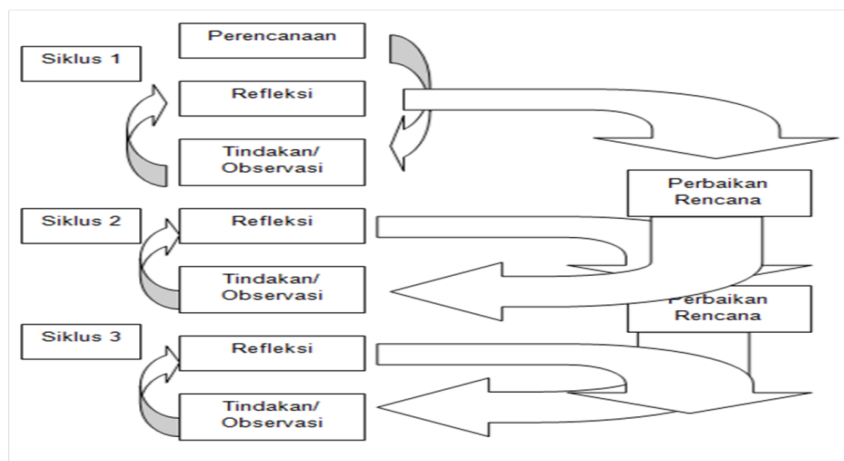 Perencanaan
Siklus 1
Refleksi
Tindakan/
Observasi
Perbaikan
Rencana
Siklus 2
Refleksi
Tindakan/
Observasi
Perbaikan
Rencana
Siklus 3
Refleksi
Tindakan/
Observasi